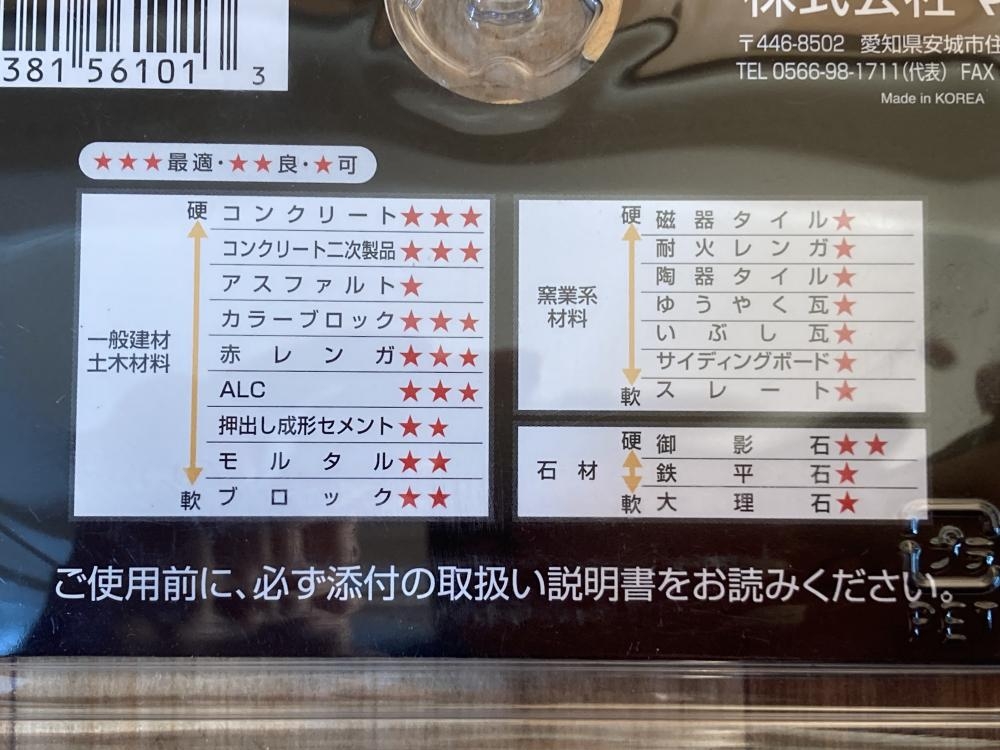 381 56101 3
株式会社
〒446-8502 愛知県安城市住
TEL 0566-98-1711(代表) FAX
Made in KOREA
★★★最適・★★良・★可
一般建材
土木材料
硬
コンクリート★★★
コンクリート二次製品★★★
アスファルト★
カラーブロック★★★
赤レンガ★★★
ALC ★★★
押出し成形セメント★★
モルタル★★
軟
ブロック★★
窯業系
材料
硬
磁器タイル★
耐火レンガ★
陶器タイル★
ゆうやく瓦★
いぶし瓦★
サイディングボード★
軟
スレート★
石材
硬
御影石★★
鉄平石★
軟
大理石★
ご使用前に、必ず添付の取扱い説明書をお読みください。